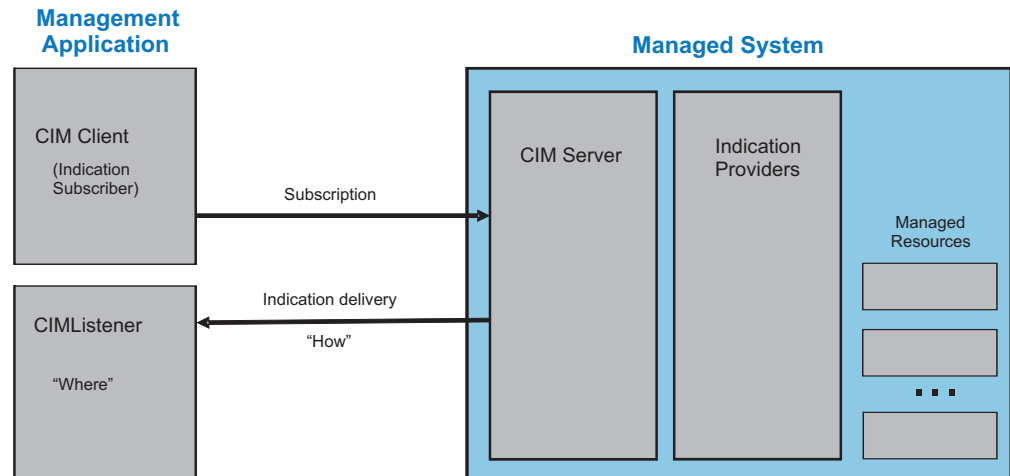 Management
Application
Managed System
CIM Client
(Indication
Subscriber)
Subscription
CIM Server
Indication
Providers
Managed
Resources
Indication delivery
“How”
CIMListener
“Where”